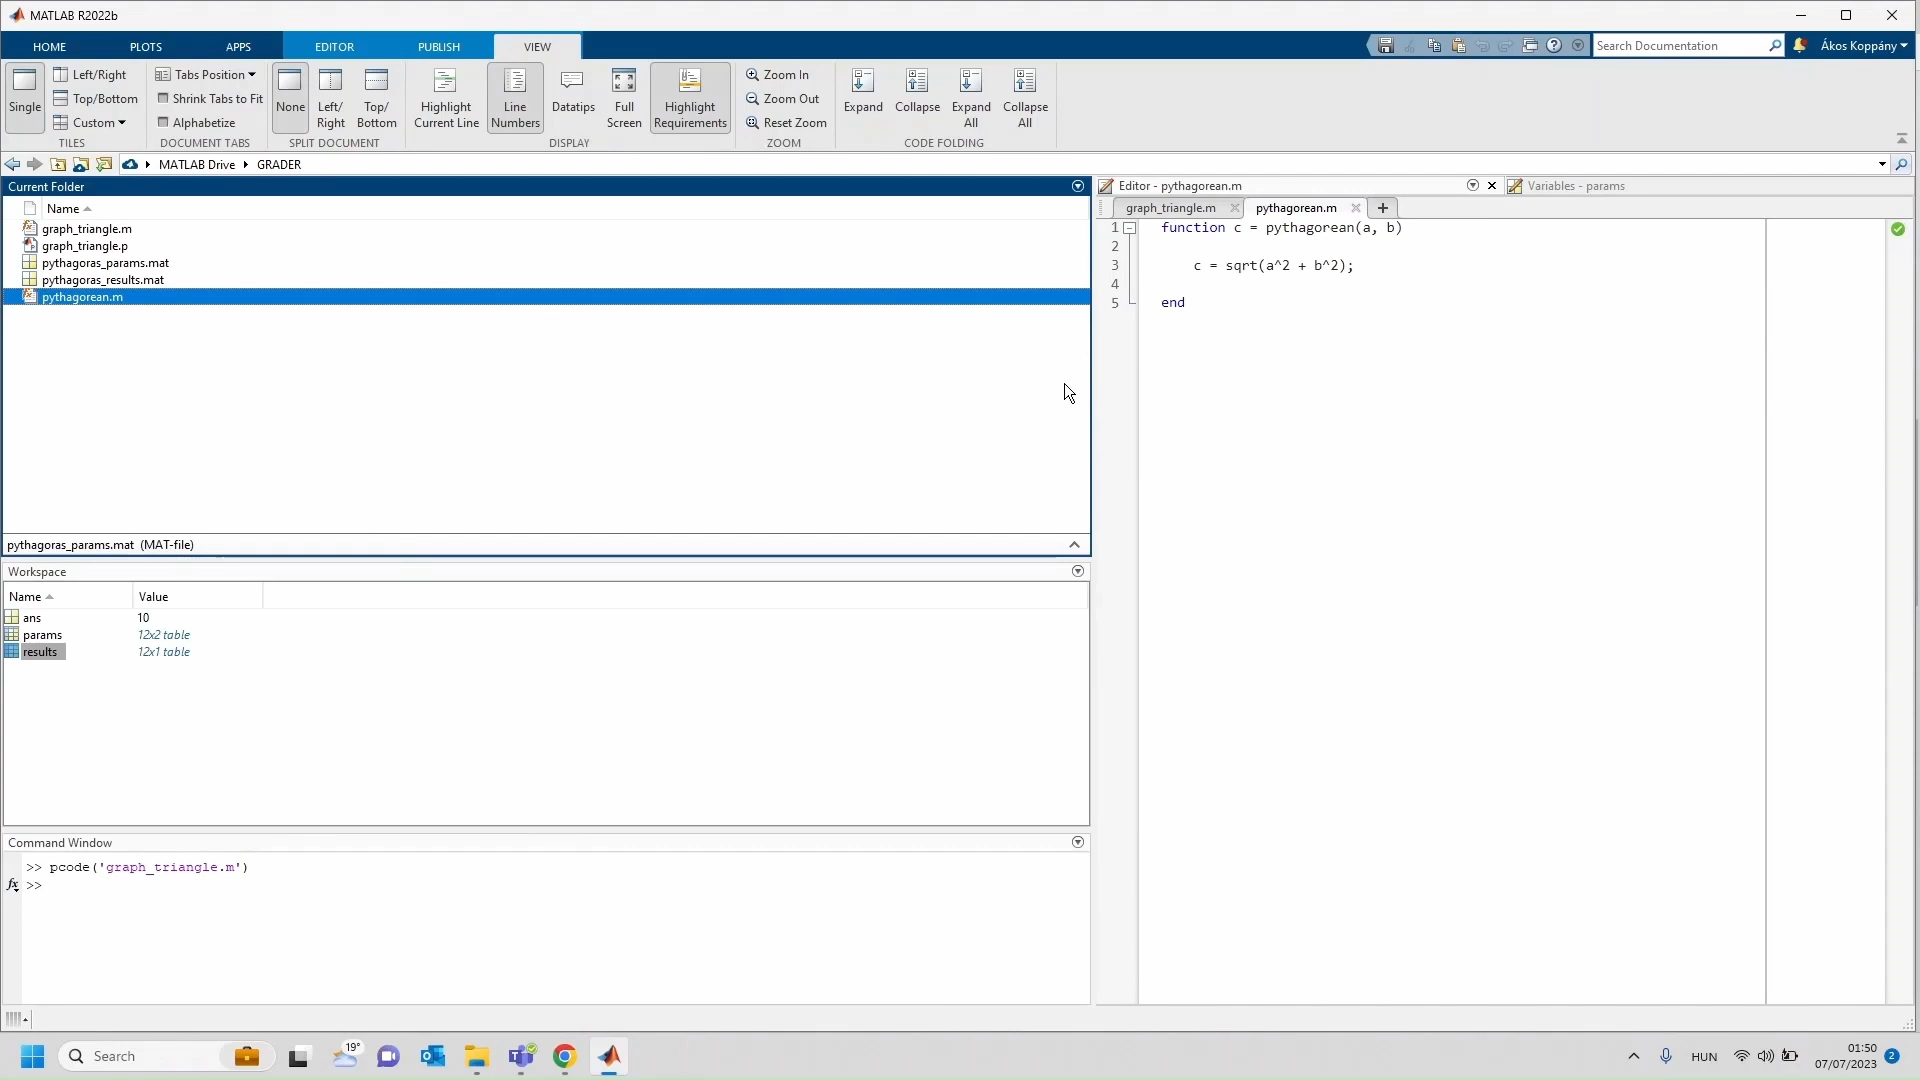 MATLAB R2022b
HOME PLOTS APPS EDITOR PUBLISH VIEW
Search Documentation
Ákos Koppány
Single
Left/Right
Top/Bottom
Custom
TILES
Tabs Position
Shrink Tabs to Fit
Alphabetize
DOCUMENT TABS
None
Left/
Right
Top/
Bottom
SPLIT DOCUMENT
Highlight
Current Line
Line
Numbers
Datatips
Full
Screen
Highlight
Requirements
DISPLAY
Zoom In
Zoom Out
Reset Zoom
ZOOM
Expand
Collapse
Expand
All
Collapse
All
CODE FOLDING
MATLAB Drive GRADER
Current Folder
Name
graph_triangle.m
graph_triangle.p
pythagoras_params.mat
pythagoras_results.mat
pythagorean.m
pythagoras_params.mat (MAT-file)
Workspace
Name Value
ans 10
params 12x2 table
results 12x1 table
Command Window
>> pcode('graph_triangle.m')
fx >>
Editor - pythagorean.m
Variables - params
graph_triangle.m pythagorean.m +
1 function c = pythagorean(a, b)
2
3 c = sqrt(a^2 + b^2);
4
5 end
Search
19°
HUN
01:50
07/07/2023
2